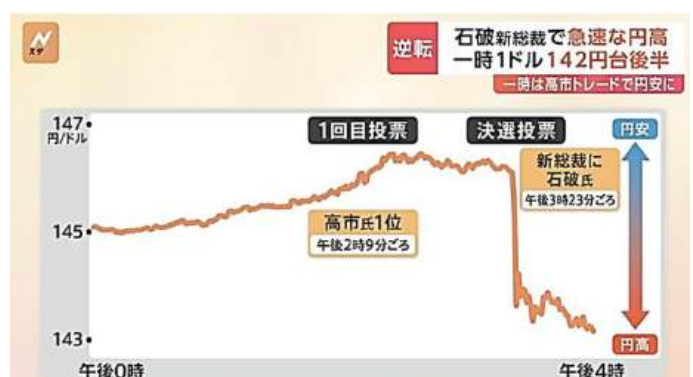 N
スタ
逆転
石破新総裁で急速な円高
一時1ドル142円台後半
一時は高市トレードで円安に
147
円/ドル
1回目投票
決選投票
円安
新総裁に
石破氏
午後3時23分ごろ
高市氏1位
午後2時9分ごろ
145
143
円高
午後0時
午後4時